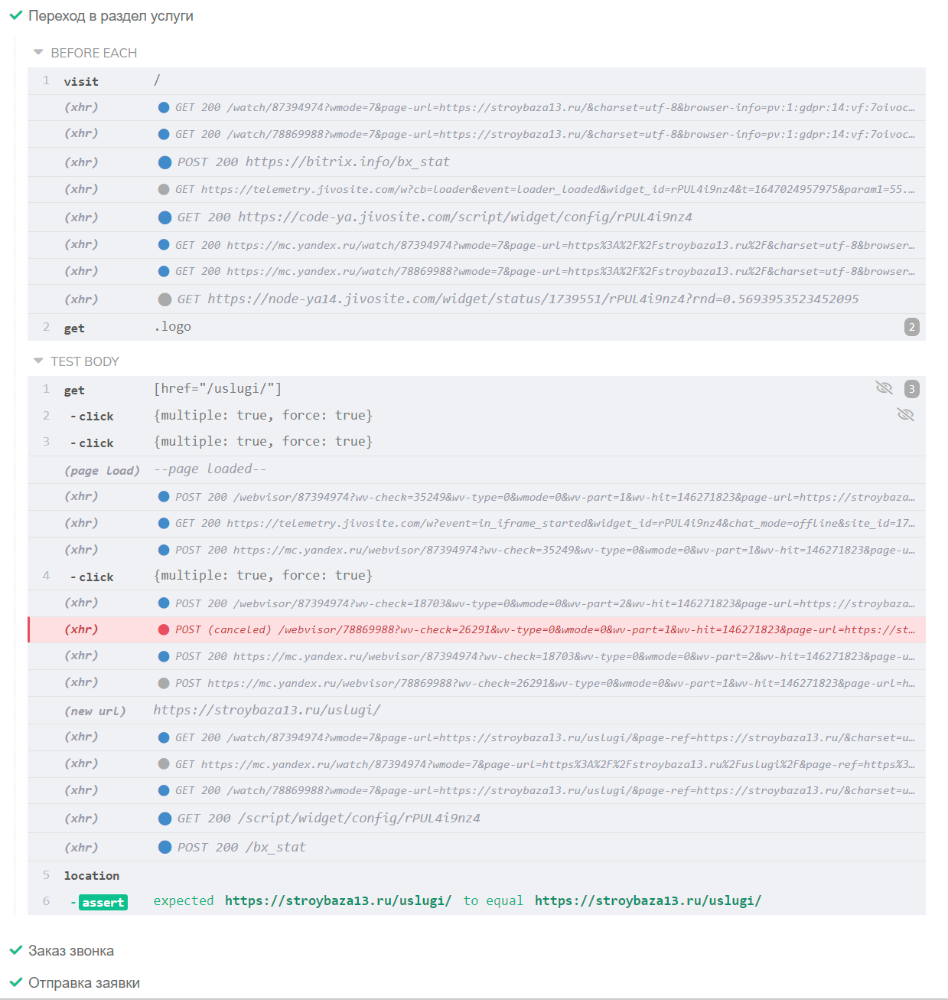 Переход в раздел услуги
BEFORE EACH
1 visit /
(xhr) GET 200 /watch/87394974?wmode=7&page-url=https://stroybaza13.ru/&charset=utf-8&browser-info=pv:1:gdpr:14:vf:7oivoc…
(xhr) GET 200 /watch/78869988?wmode=7&page-url=https://stroybaza13.ru/&charset=utf-8&browser-info=pv:1:gdpr:14:vf:7oivoc…
(xhr) POST 200 https://bitrix.info/bx_stat
(xhr) GET https://telemetry.jivosite.com/w?cb=loader&event=loader_loaded&widget_id=rPUL4i9nz4&t=1647024957975&param1=55.…
(xhr) GET 200 https://code-ya.jivosite.com/script/widget/config/rPUL4i9nz4
(xhr) GET 200 https://mc.yandex.ru/watch/87394974?wmode=7&page-url=https%3A%2F%2Fstroybaza13.ru%2F&charset=utf-8&browser…
(xhr) GET 200 https://mc.yandex.ru/watch/78869988?wmode=7&page-url=https%3A%2F%2Fstroybaza13.ru%2F&charset=utf-8&browser…
(xhr) GET https://node-ya14.jivosite.com/widget/status/1739551/rPUL4i9nz4?rnd=0.5693953523452095
2 get .logo 2
TEST BODY
1 get [href="/uslugi/"] 3
2 -click {multiple: true, force: true}
3 -click {multiple: true, force: true}
(page load) --page loaded--
(xhr) POST 200 /webvisor/87394974?wv-check=35249&wv-type=0&wmode=0&wv-part=1&wv-hit=146271823&page-url=https://stroybaza…
(xhr) GET 200 https://telemetry.jivosite.com/w?event=in_iframe_started&widget_id=rPUL4i9nz4&chat_mode=offline&site_id=17…
(xhr) POST 200 https://mc.yandex.ru/webvisor/87394974?wv-check=35249&wv-type=0&wmode=0&wv-part=1&wv-hit=146271823&page-u…
4 -click {multiple: true, force: true}
(xhr) POST 200 /webvisor/87394974?wv-check=18703&wv-type=0&wmode=0&wv-part=2&wv-hit=146271823&page-url=https://stroybaza…
(xhr) POST (canceled) /webvisor/78869988?wv-check=26291&wv-type=0&wmode=0&wv-part=1&wv-hit=146271823&page-url=https://st…
(xhr) POST 200 https://mc.yandex.ru/webvisor/87394974?wv-check=18703&wv-type=0&wmode=0&wv-part=2&wv-hit=146271823&page-u…
(xhr) POST https://mc.yandex.ru/webvisor/78869988?wv-check=26291&wv-type=0&wmode=0&wv-part=1&wv-hit=146271823&page-url=h…
(new url) https://stroybaza13.ru/uslugi/
(xhr) GET 200 /watch/87394974?wmode=7&page-url=https://stroybaza13.ru/uslugi/&page-ref=https://stroybaza13.ru/&charset=u…
(xhr) GET https://mc.yandex.ru/watch/87394974?wmode=7&page-url=https%3A%2F%2Fstroybaza13.ru%2Fuslugi%2F&page-ref=https%3…
(xhr) GET 200 /watch/78869988?wmode=7&page-url=https://stroybaza13.ru/uslugi/&page-ref=https://stroybaza13.ru/&charset=u…
(xhr) GET 200 /script/widget/config/rPUL4i9nz4
(xhr) POST 200 /bx_stat
5 location
6 -assert expected https://stroybaza13.ru/uslugi/ to equal https://stroybaza13.ru/uslugi/
Заказ звонка
Отправка заявки